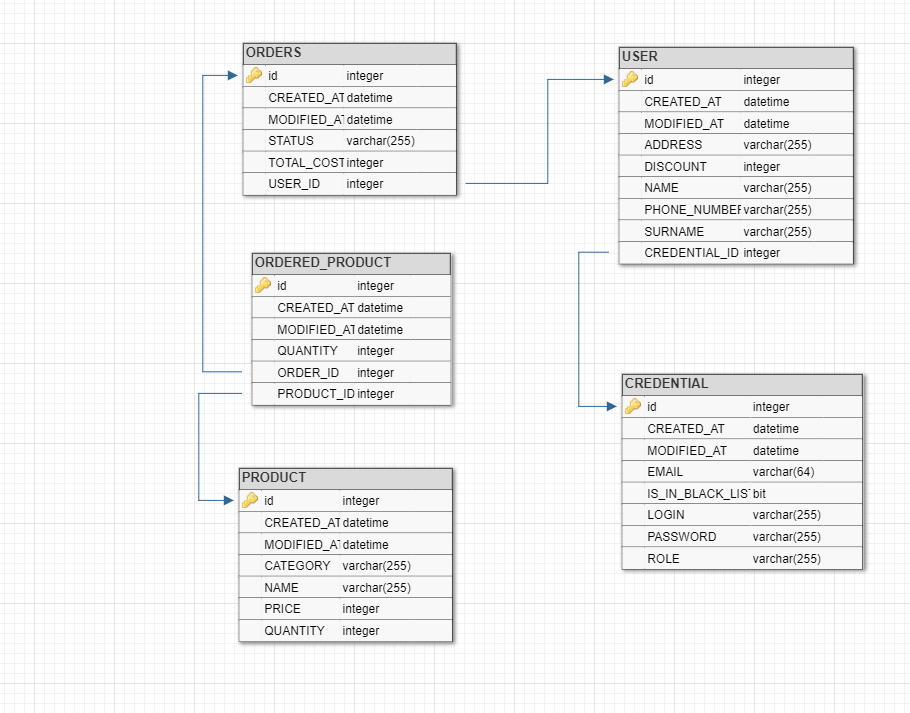 ORDERS
id integer
CREATED_AT datetime
MODIFIED_AT datetime
STATUS varchar(255)
TOTAL_COST integer
USER_ID integer
USER
id integer
CREATED_AT datetime
MODIFIED_AT datetime
ADDRESS varchar(255)
DISCOUNT integer
NAME varchar(255)
PHONE_NUMBER varchar(255)
SURNAME varchar(255)
CREDENTIAL_ID integer
ORDERED_PRODUCT
id integer
CREATED_AT datetime
MODIFIED_AT datetime
QUANTITY integer
ORDER_ID integer
PRODUCT_ID integer
CREDENTIAL
id integer
CREATED_AT datetime
MODIFIED_AT datetime
EMAIL varchar(64)
IS_IN_BLACK_LIST bit
LOGIN varchar(255)
PASSWORD varchar(255)
ROLE varchar(255)
PRODUCT
id integer
CREATED_AT datetime
MODIFIED_AT datetime
CATEGORY varchar(255)
NAME varchar(255)
PRICE integer
QUANTITY integer